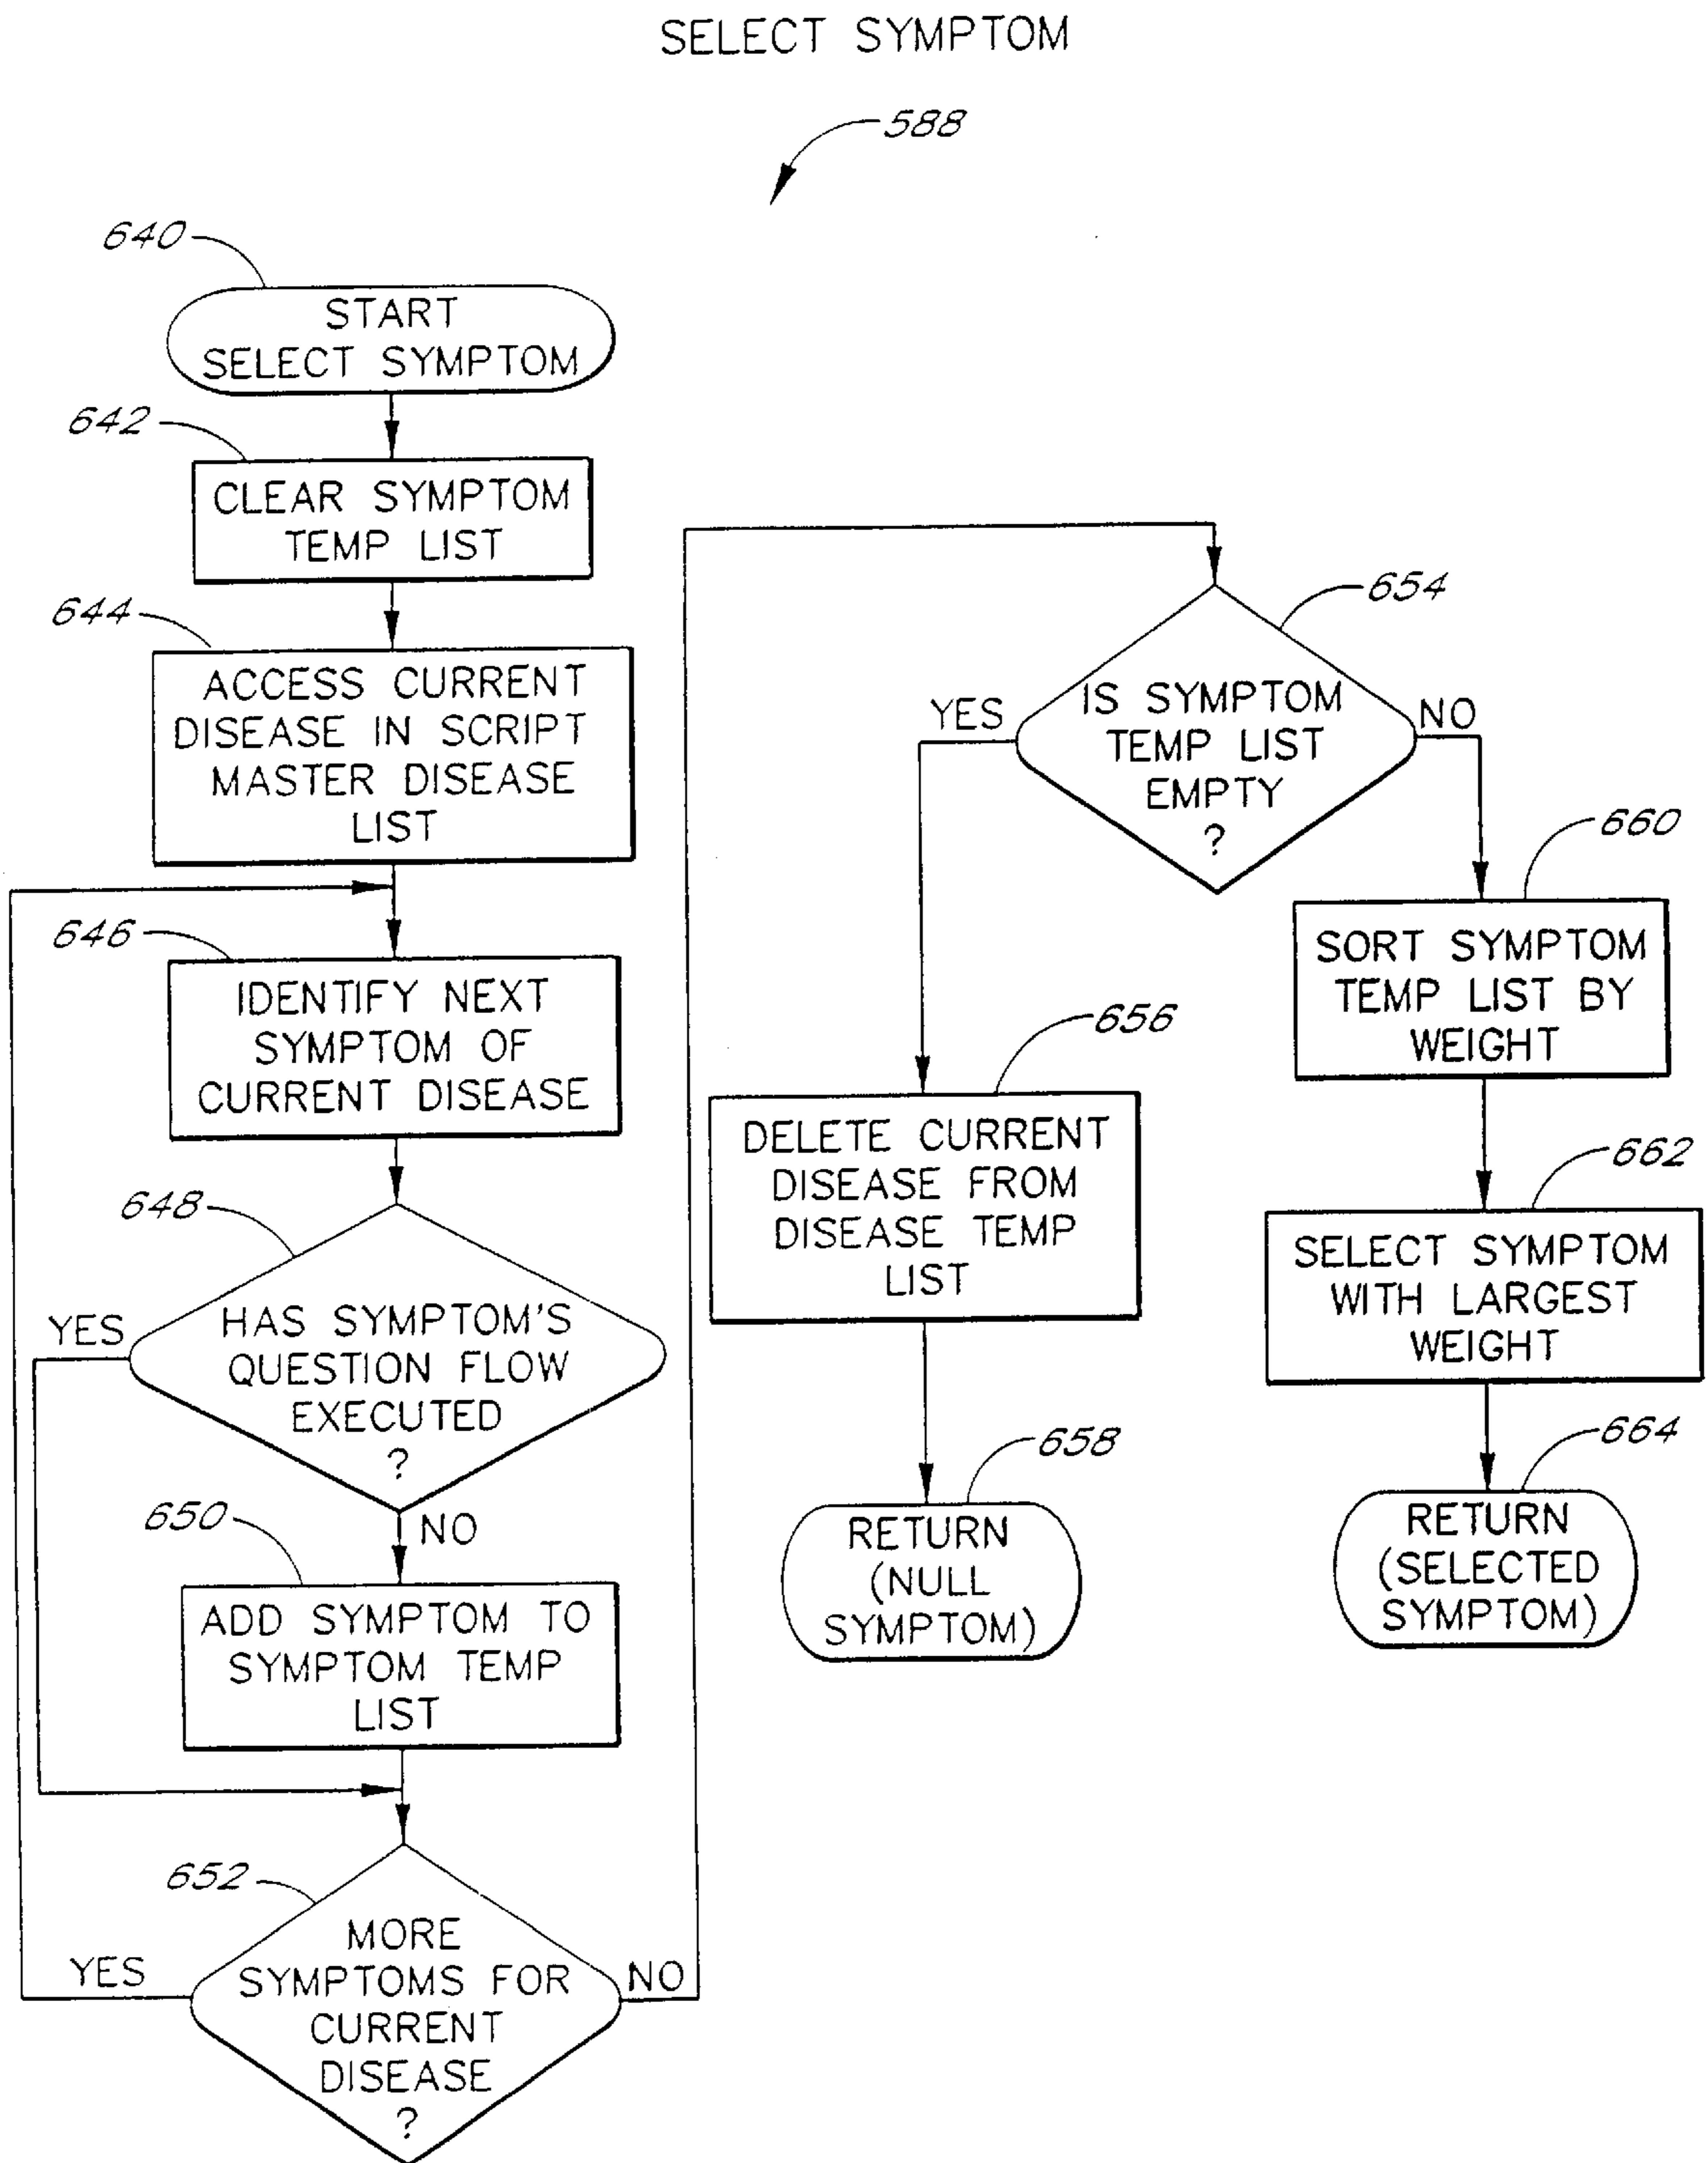 SELECT SYMPTOM
588
640
START
SELECT SYMPTOM
642
CLEAR SYMPTOM
TEMP LIST
644
ACCESS CURRENT
DISEASE IN SCRIPT
MASTER DISEASE
LIST
646
IDENTIFY NEXT
SYMPTOM OF
CURRENT DISEASE
648
YES
HAS SYMPTOM'S
QUESTION FLOW
EXECUTED
?
NO
650
ADD SYMPTOM TO
SYMPTOM TEMP
LIST
652
YES
MORE
SYMPTOMS FOR
CURRENT
DISEASE
?
NO
654
YES
IS SYMPTOM
TEMP LIST
EMPTY
?
NO
656
DELETE CURRENT
DISEASE FROM
DISEASE TEMP
LIST
658
RETURN
(NULL
SYMPTOM)
660
SORT SYMPTOM
TEMP LIST BY
WEIGHT
662
SELECT SYMPTOM
WITH LARGEST
WEIGHT
664
RETURN
(SELECTED
SYMPTOM)